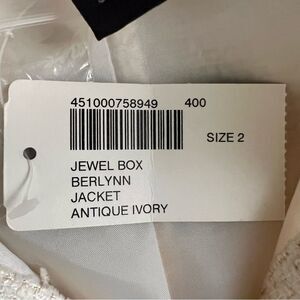 451000758949 400
SIZE 2
JEWEL BOX
BERLYNN
JACKET
ANTIQUE IVORY